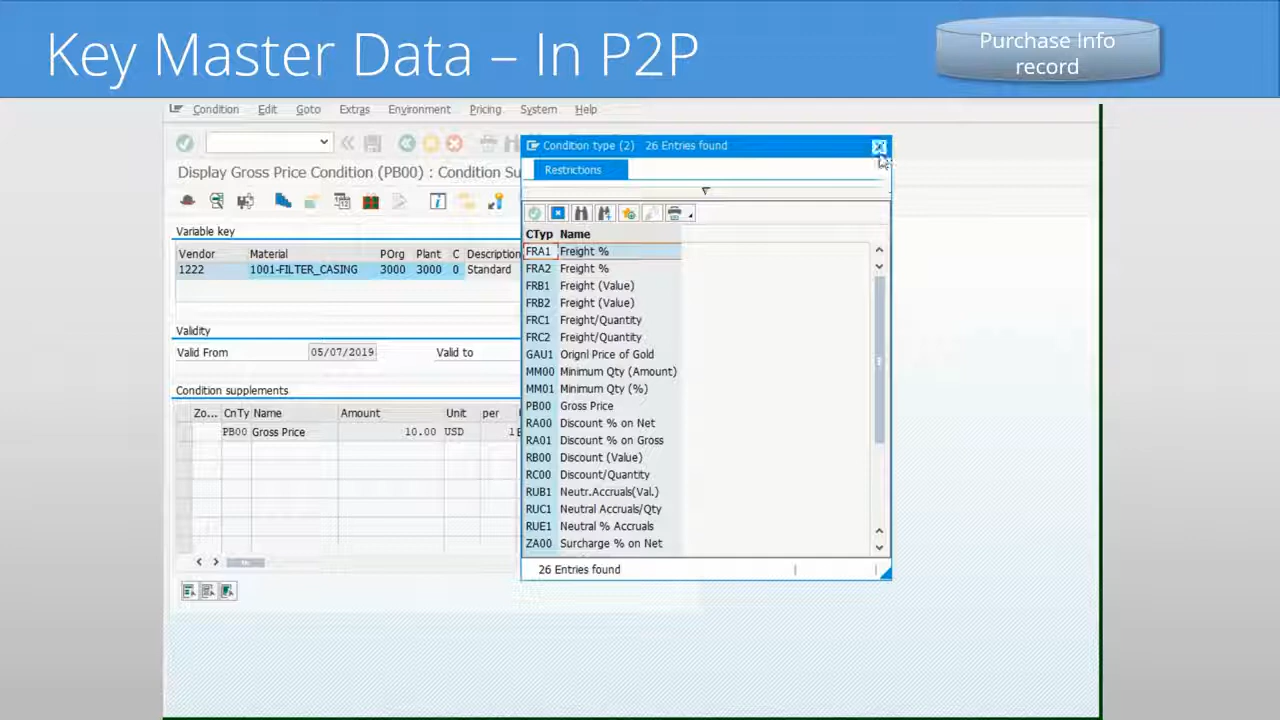 Key Master Data – In P2P
Purchase Info
record
Condition Edit Goto Extras Environment Pricing System Help
Display Gross Price Condition (PB00) : Condition Su
Variable key
Vendor Material POrg Plant C Description
1222 1001-FILTER_CASING 3000 3000 0 Standard
Validity
Valid From 05/07/2019 Valid to
Condition supplements
Zo... CnTy Name Amount Unit per
PB00 Gross Price 10.00 USD 1
Condition type (2) 26 Entries found
Restrictions
CTyp Name
FRA1 Freight %
FRA2 Freight %
FRB1 Freight (Value)
FRB2 Freight (Value)
FRC1 Freight/Quantity
FRC2 Freight/Quantity
GAU1 Orignl Price of Gold
MM00 Minimum Qty (Amount)
MM01 Minimum Qty (%)
PB00 Gross Price
RA00 Discount % on Net
RA01 Discount % on Gross
RB00 Discount (Value)
RC00 Discount/Quantity
RUB1 Neutr.Accruals(Val.)
RUC1 Neutral Accruals/Qty
RUE1 Neutral % Accruals
ZA00 Surcharge % on Net
26 Entries found